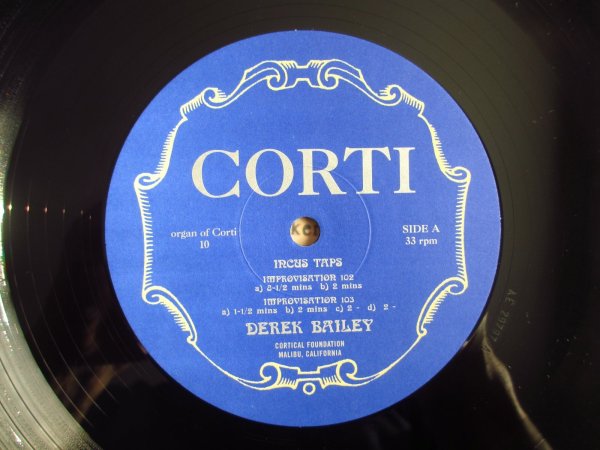 CORTI
organ of Corti
10
SIDE A
33 rpm
INCUS TAPS
IMPROVISATION 102
a) 2-1/2 mins b) 2 mins
IMPROVISATION 103
a) 1-1/2 mins b) 2 mins c) 2 - d) 2 -
DEREK BAILEY
CORTICAL FOUNDATION
MALIBU, CALIFORNIA